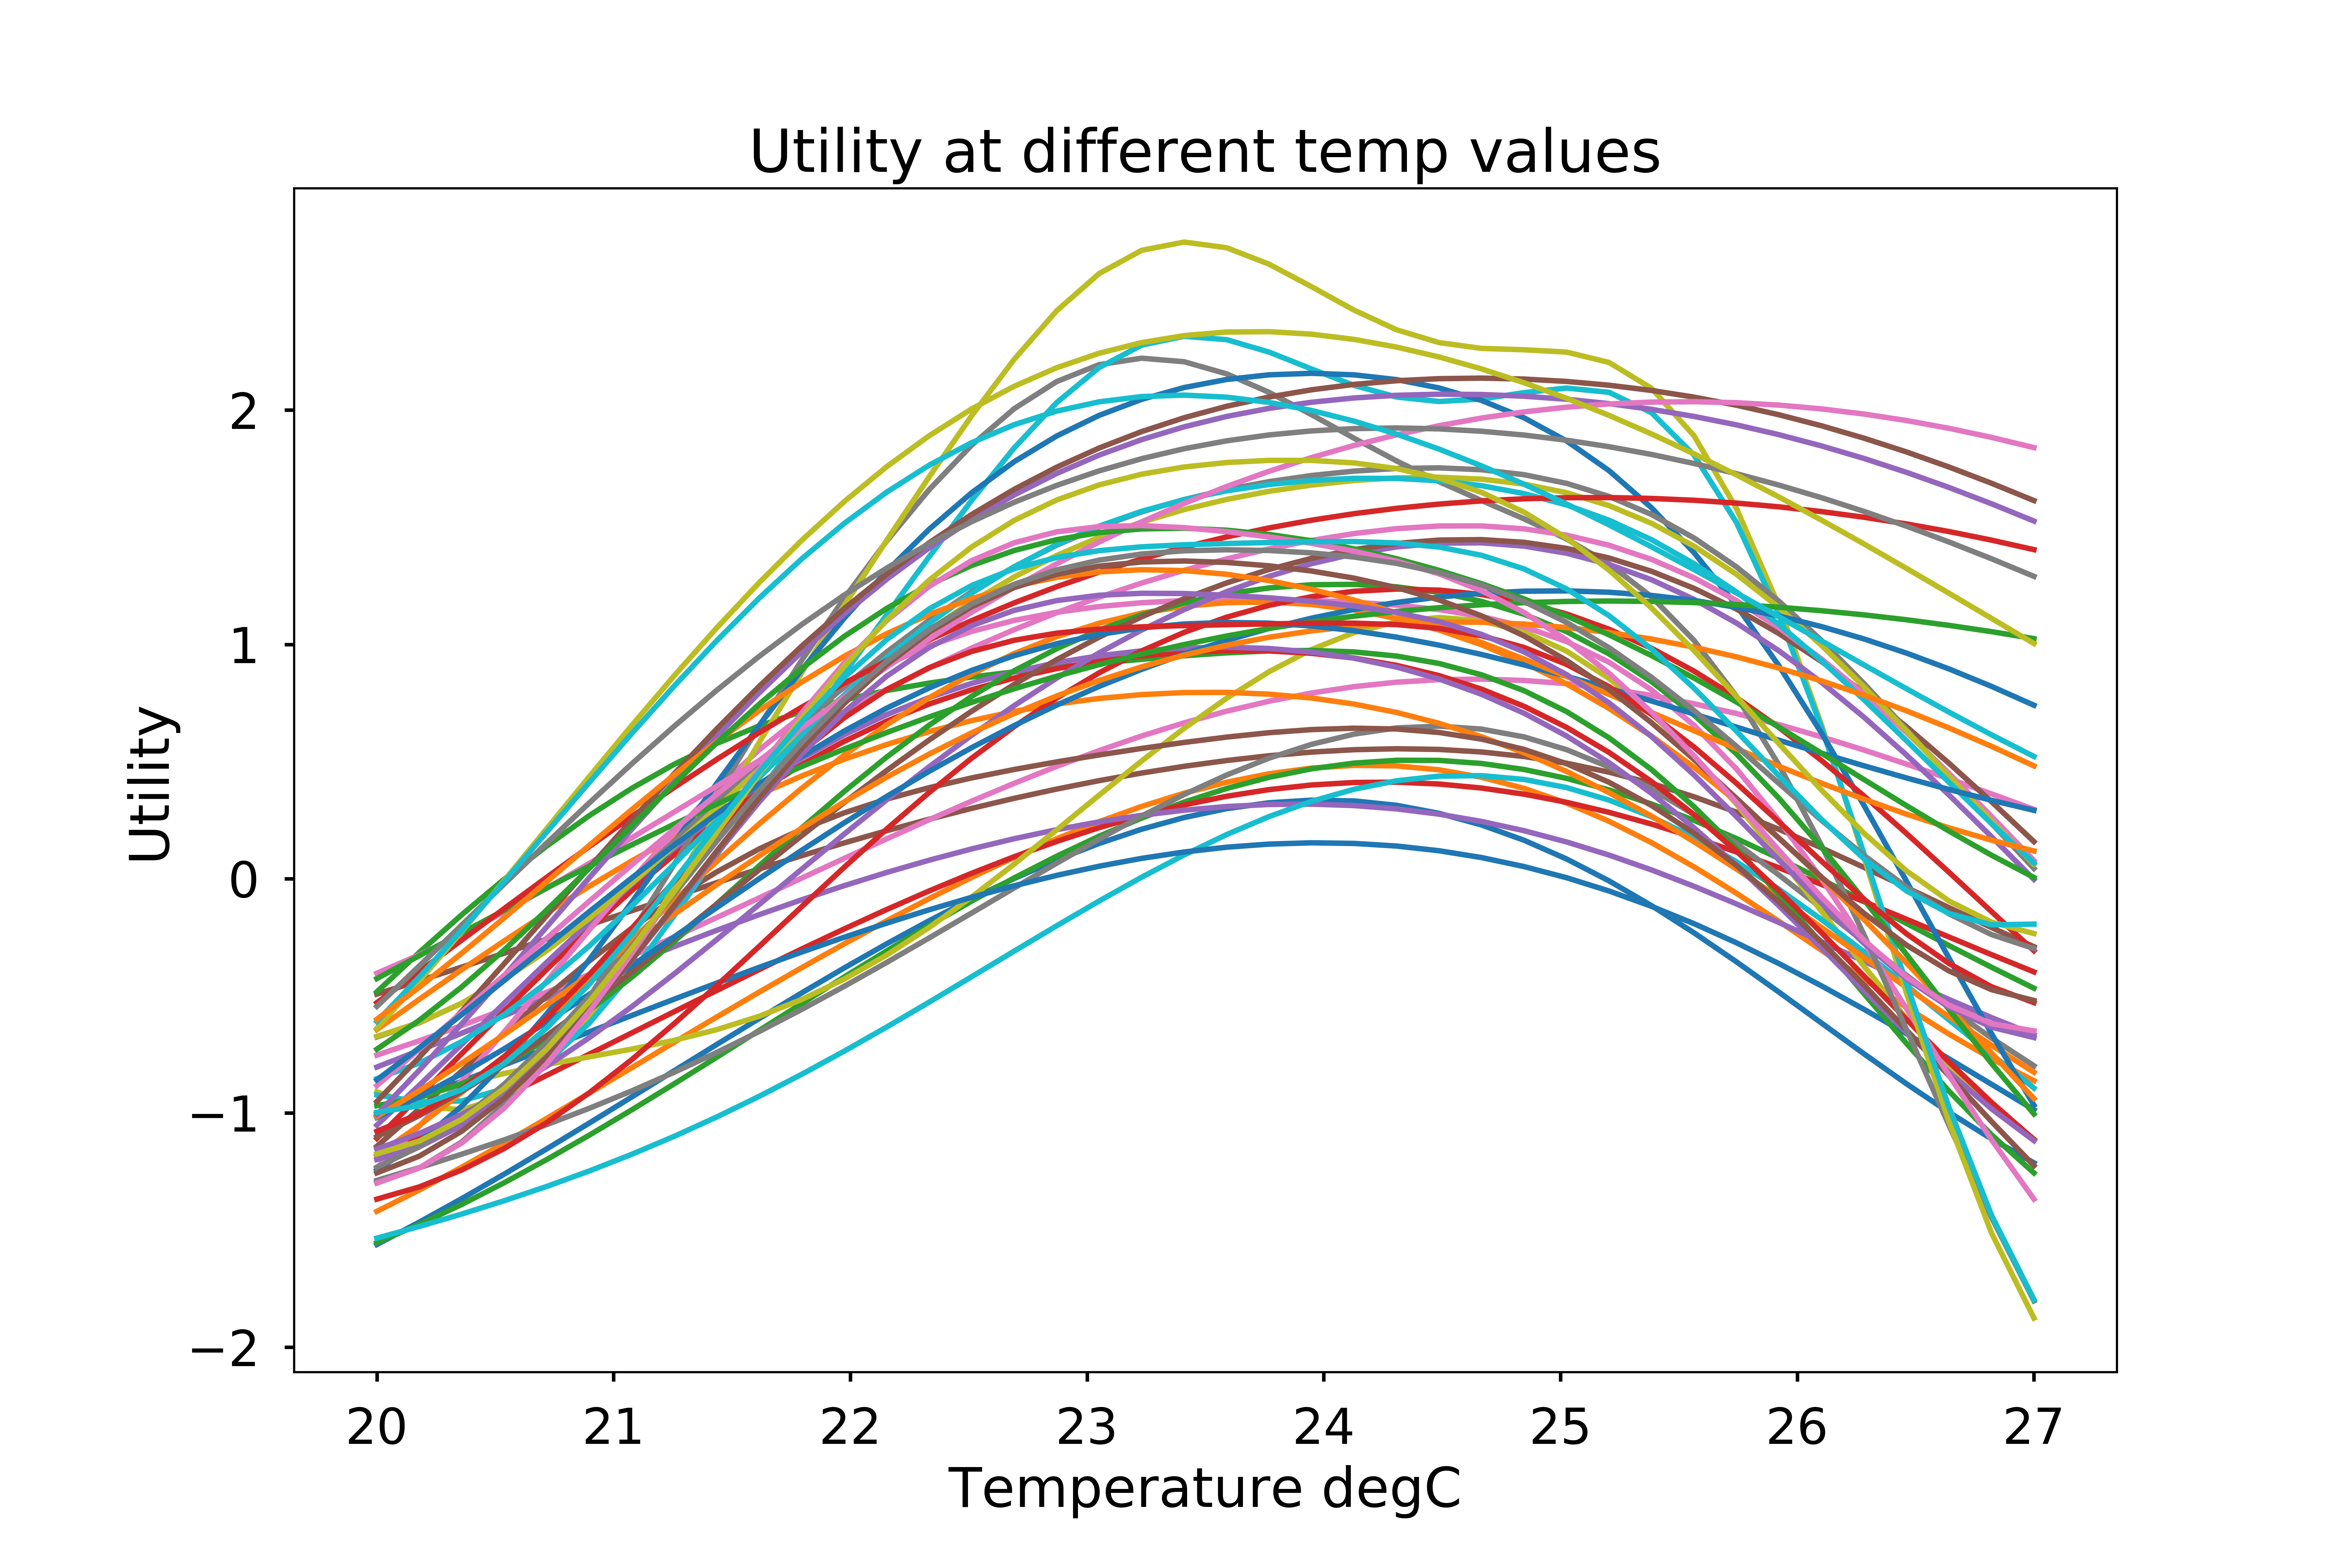 Utility at different temp values
Utility
2
1
0
−1
−2
20 21 22 23 24 25 26 27
Temperature degC